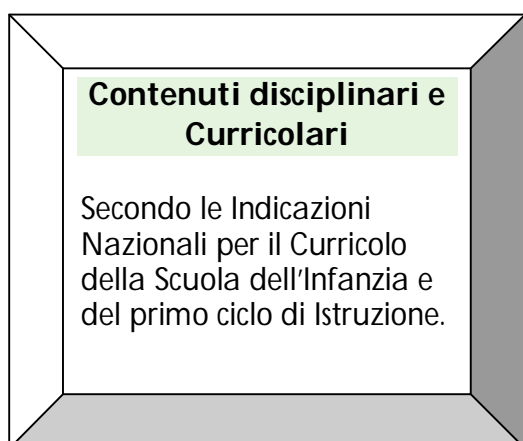 Contenuti disciplinari e
Curricolari
Secondo le Indicazioni
Nazionali per il Curricolo
della Scuola dell'Infanzia e
del primo ciclo di Istruzione.